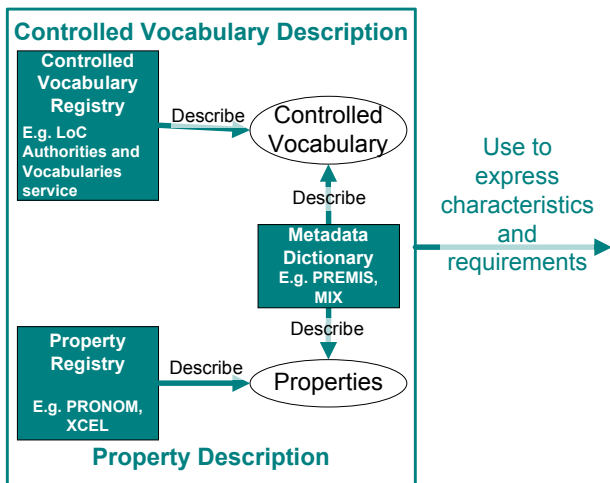 Controlled Vocabulary Description
Controlled
Vocabulary
Registry
E.g. LoC
Authorities and
Vocabularies
service
Describe
Controlled
Vocabulary
Describe
Metadata
Dictionary
E.g. PREMIS,
MIX
Describe
Property
Registry
E.g. PRONOM,
XCEL
Describe
Properties
Property Description
Use to
express
characteristics
and
requirements